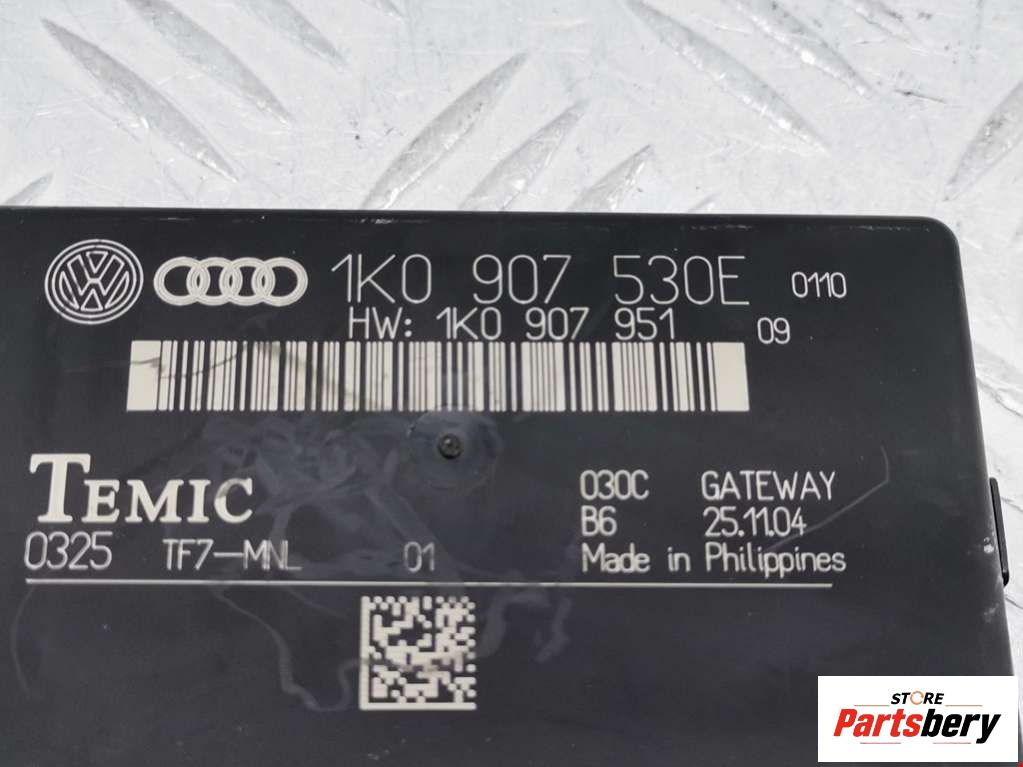 1K0 907 530E 0110
HW: 1K0 907 951 09
TEMIC
030C GATEWAY
B6 25.11.04
0325 TF7-MNL 01 Made in Philippines
STORE
Partsbery